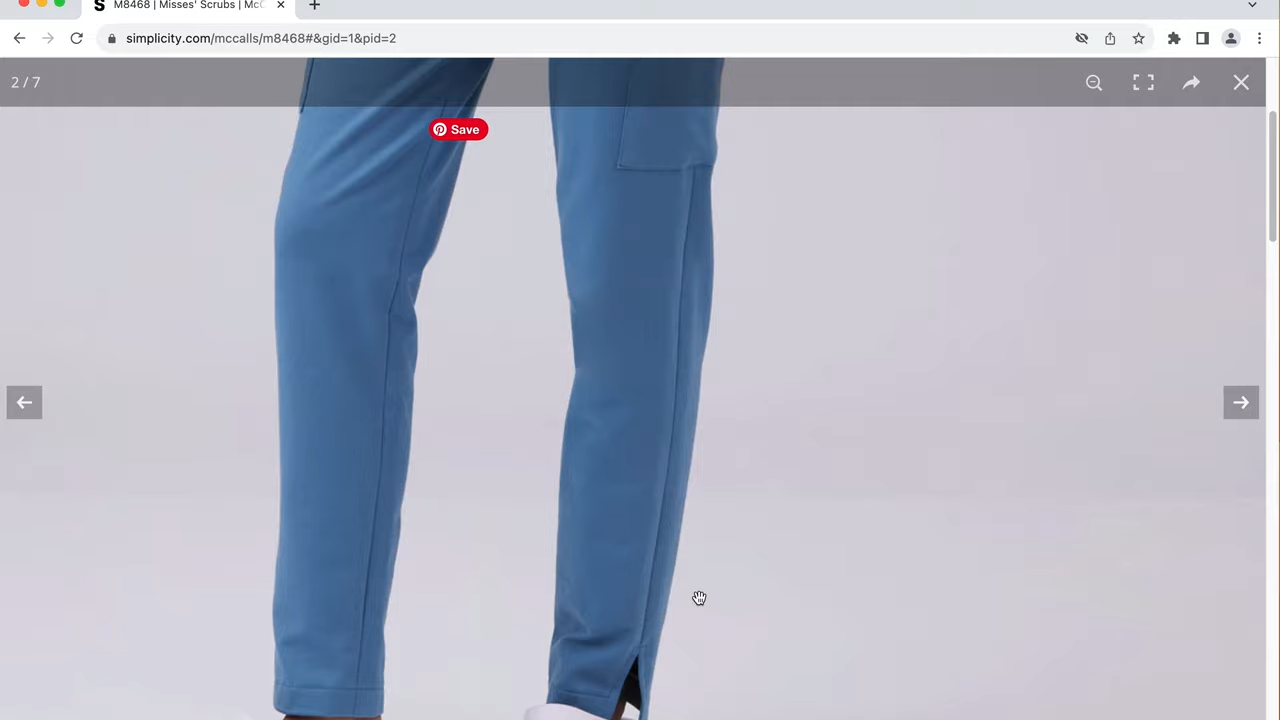 M8468 | Misses' Scrubs | McC
simplicity.com/mccalls/m8468#&gid=1&pid=2
2 / 7
Save